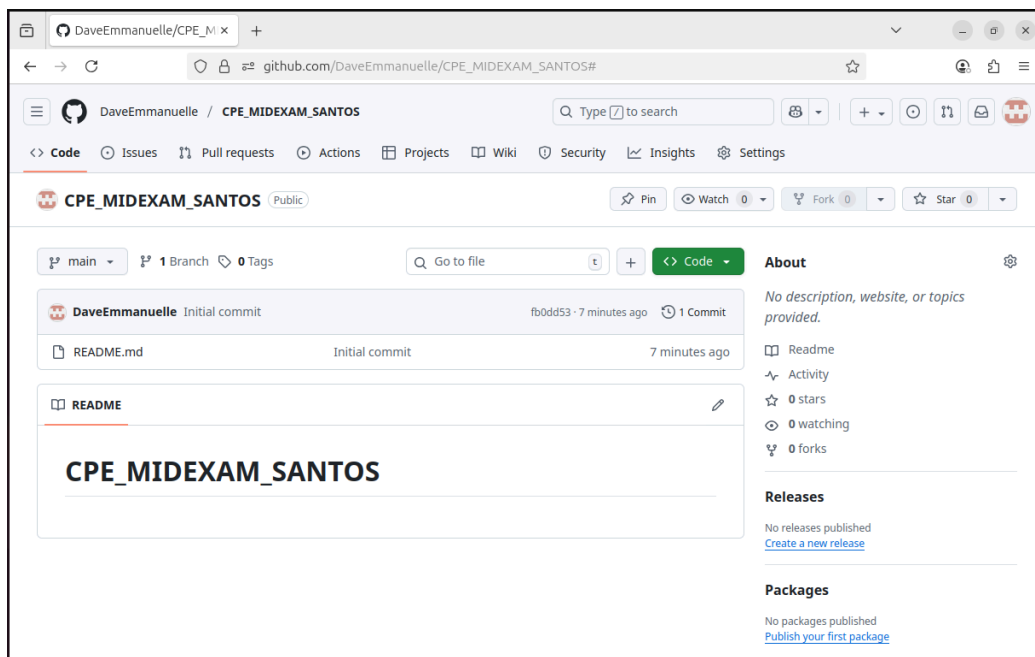 DaveEmmanuelle/CPE_M
github.com/DaveEmmanuelle/CPE_MIDEXAM_SANTOS#
DaveEmmanuelle / CPE_MIDEXAM_SANTOS
Type / to search
Code Issues Pull requests Actions Projects Wiki Security Insights Settings
CPE_MIDEXAM_SANTOS Public
Pin Watch 0 Fork 0 Star 0
main 1 Branch 0 Tags Go to file t + Code
DaveEmmanuelle Initial commit fb0dd53 · 7 minutes ago 1 Commit
README.md Initial commit 7 minutes ago
README
CPE_MIDEXAM_SANTOS
About
No description, website, or topics
provided.
Readme
Activity
0 stars
0 watching
0 forks
Releases
No releases published
Create a new release
Packages
No packages published
Publish your first package